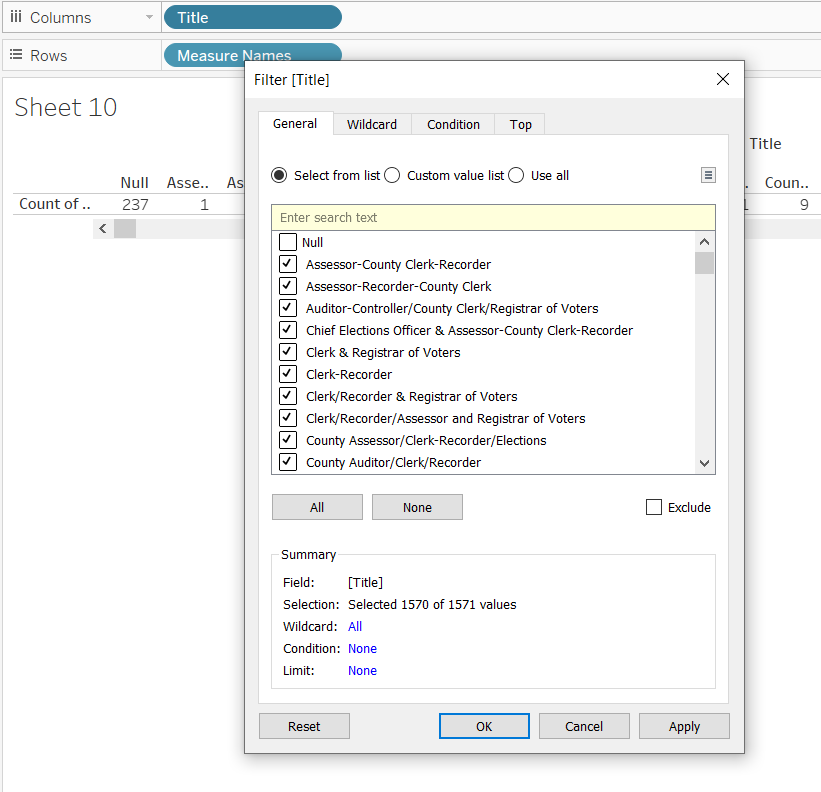 Columns Title
Rows Measure Names
Filter [Title]
Sheet 10
General Wildcard Condition Top
Title
Select from list Custom value list Use all
Null Asse.. As Coun..
Count of .. 237 1 1 9
Enter search text
Null
Assessor-County Clerk-Recorder
Assessor-Recorder-County Clerk
Auditor-Controller/County Clerk/Registrar of Voters
Chief Elections Officer & Assessor-County Clerk-Recorder
Clerk & Registrar of Voters
Clerk-Recorder
Clerk/Recorder & Registrar of Voters
Clerk/Recorder/Assessor and Registrar of Voters
County Assessor/Clerk-Recorder/Elections
County Auditor/Clerk/Recorder
All None Exclude
Summary
Field: [Title]
Selection: Selected 1570 of 1571 values
Wildcard: All
Condition: None
Limit: None
Reset OK Cancel Apply